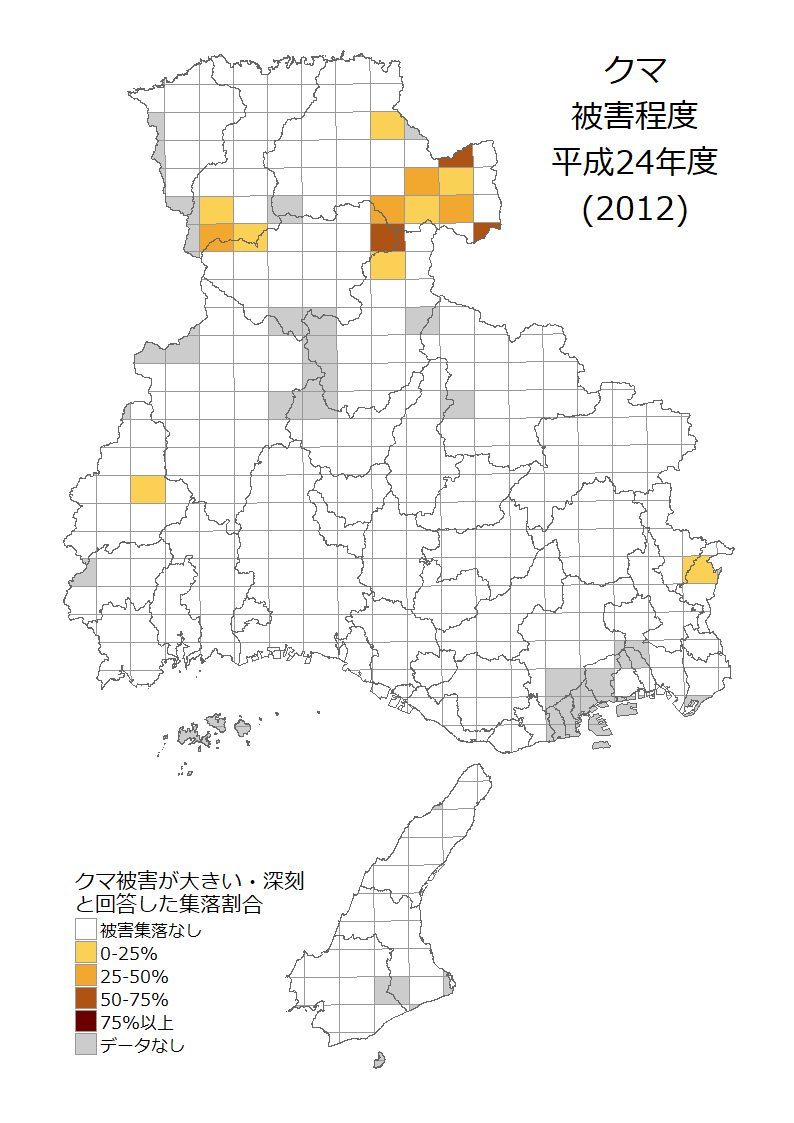 クマ
被害程度
平成24年度
(2012)
クマ被害が大きい・深刻
と回答した集落割合
被害集落なし
0-25%
25-50%
50-75%
75%以上
データなし